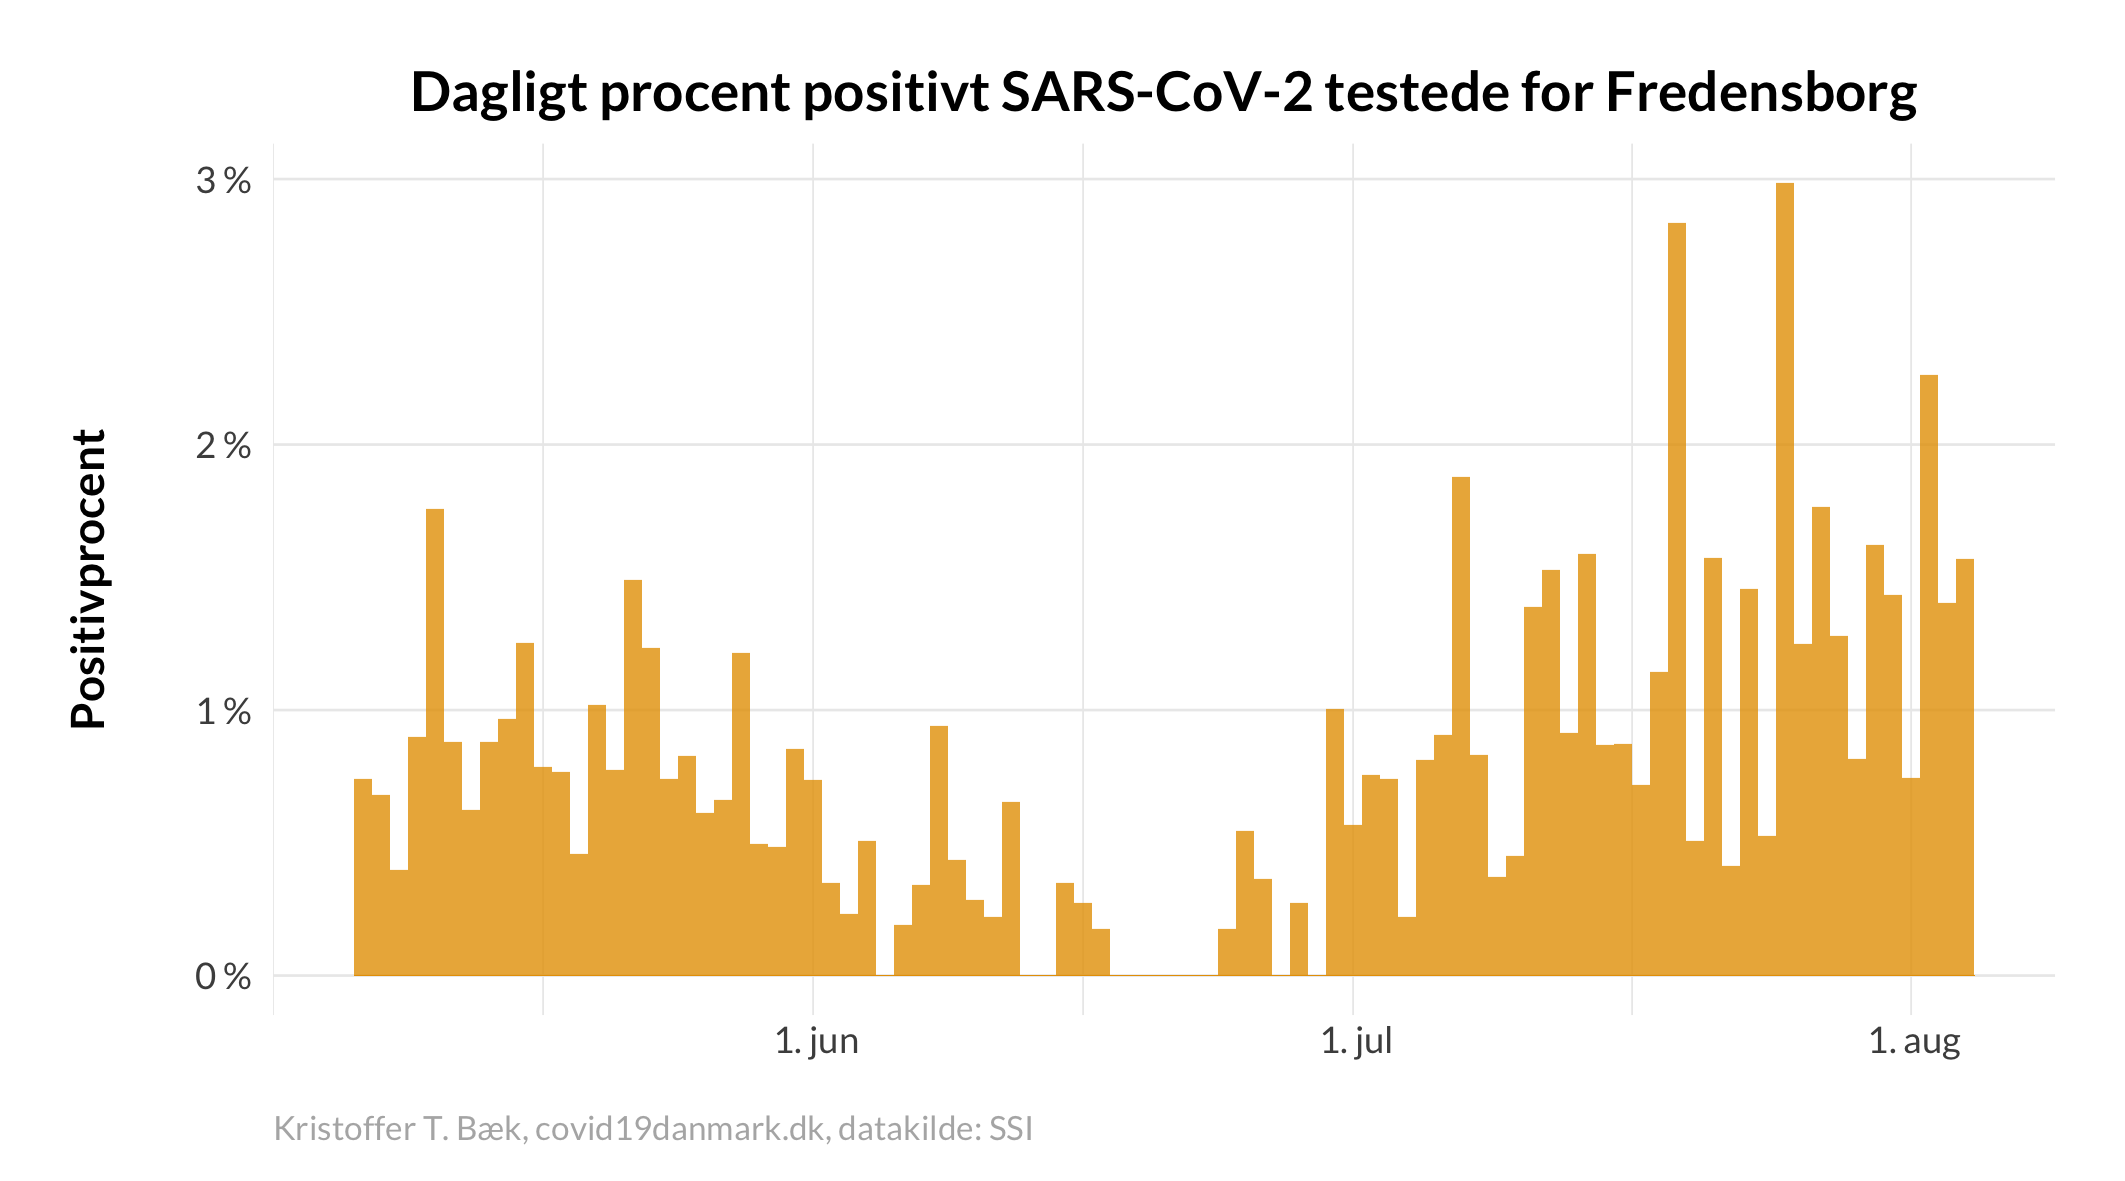 Dagligt procent positivt SARS-CoV-2 testede for Fredensborg
Positivprocent
3 %
2 %
1 %
0 %
1. jun
1. jul
1. aug
Kristoffer T. Bæk, covid19danmark.dk, datakilde: SSI